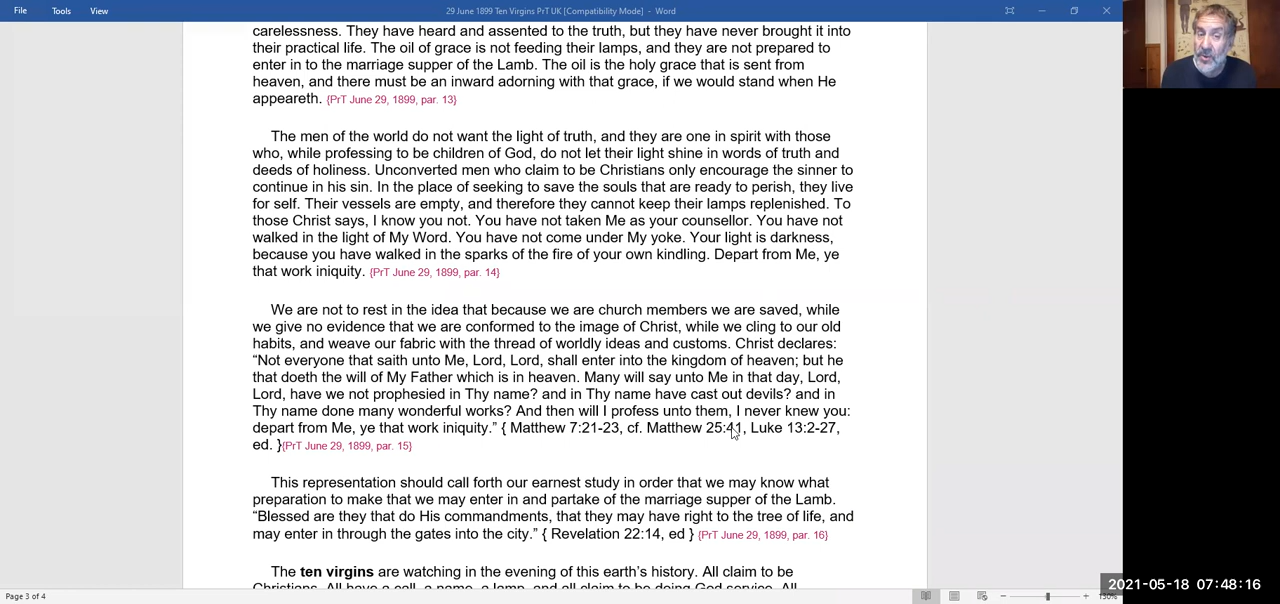 File Tools View 29 June 1899 Ten Virgins PrT UK [Compatibility Mode] - Word
carelessness. They have heard and assented to the truth, but they have never brought it into
their practical life. The oil of grace is not feeding their lamps, and they are not prepared to
enter in to the marriage supper of the Lamb. The oil is the holy grace that is sent from
heaven, and there must be an inward adorning with that grace, if we would stand when He
appeareth. {PrT June 29, 1899, par. 13}
The men of the world do not want the light of truth, and they are one in spirit with those
who, while professing to be children of God, do not let their light shine in words of truth and
deeds of holiness. Unconverted men who claim to be Christians only encourage the sinner to
continue in his sin. In the place of seeking to save the souls that are ready to perish, they live
for self. Their vessels are empty, and therefore they cannot keep their lamps replenished. To
those Christ says, I know you not. You have not taken Me as your counsellor. You have not
walked in the light of My Word. You have not come under My yoke. Your light is darkness,
because you have walked in the sparks of the fire of your own kindling. Depart from Me, ye
that work iniquity. {PrT June 29, 1899, par. 14}
We are not to rest in the idea that because we are church members we are saved, while
we give no evidence that we are conformed to the image of Christ, while we cling to our old
habits, and weave our fabric with the thread of worldly ideas and customs. Christ declares:
“Not everyone that saith unto Me, Lord, Lord, shall enter into the kingdom of heaven; but he
that doeth the will of My Father which is in heaven. Many will say unto Me in that day, Lord,
Lord, have we not prophesied in Thy name? and in Thy name have cast out devils? and in
Thy name done many wonderful works? And then will I profess unto them, I never knew you:
depart from Me, ye that work iniquity.” { Matthew 7:21-23, cf. Matthew 25:41, Luke 13:2-27,
ed. }{PrT June 29, 1899, par. 15}
This representation should call forth our earnest study in order that we may know what
preparation to make that we may enter in and partake of the marriage supper of the Lamb.
“Blessed are they that do His commandments, that they may have right to the tree of life, and
may enter in through the gates into the city.” { Revelation 22:14, ed } {PrT June 29, 1899, par. 16}
The ten virgins are watching in the evening of this earth’s history. All claim to be
Christians. All have a call, a name, a lamp, and all claim to be doing God service. All
Page 3 of 4
2021-05-18 07:48:16